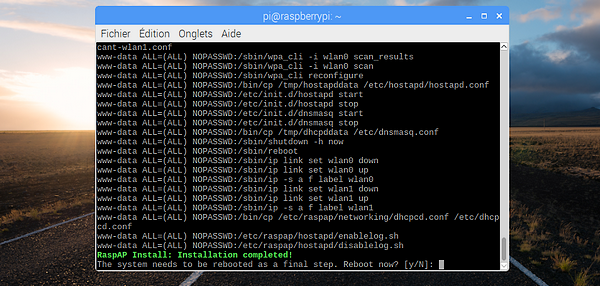 pi@raspberrypi: ~
Fichier Édition Onglets Aide
cant-wlan1.conf
www-data ALL=(ALL) NOPASSWD:/sbin/wpa_cli -i wlan0 scan_results
www-data ALL=(ALL) NOPASSWD:/sbin/wpa_cli -i wlan0 scan
www-data ALL=(ALL) NOPASSWD:/sbin/wpa_cli reconfigure
www-data ALL=(ALL) NOPASSWD:/bin/cp /tmp/hostapddata /etc/hostapd/hostapd.conf
www-data ALL=(ALL) NOPASSWD:/etc/init.d/hostapd start
www-data ALL=(ALL) NOPASSWD:/etc/init.d/hostapd stop
www-data ALL=(ALL) NOPASSWD:/etc/init.d/dnsmasq start
www-data ALL=(ALL) NOPASSWD:/etc/init.d/dnsmasq stop
www-data ALL=(ALL) NOPASSWD:/bin/cp /tmp/dhcpddata /etc/dnsmasq.conf
www-data ALL=(ALL) NOPASSWD:/sbin/shutdown -h now
www-data ALL=(ALL) NOPASSWD:/sbin/reboot
www-data ALL=(ALL) NOPASSWD:/sbin/ip link set wlan0 down
www-data ALL=(ALL) NOPASSWD:/sbin/ip link set wlan0 up
www-data ALL=(ALL) NOPASSWD:/sbin/ip -s a f label wlan0
www-data ALL=(ALL) NOPASSWD:/sbin/ip link set wlan1 down
www-data ALL=(ALL) NOPASSWD:/sbin/ip link set wlan1 up
www-data ALL=(ALL) NOPASSWD:/sbin/ip -s a f label wlan1
www-data ALL=(ALL) NOPASSWD:/bin/cp /etc/raspap/networking/dhcpcd.conf /etc/dhcp
cd.conf
www-data ALL=(ALL) NOPASSWD:/etc/raspap/hostapd/enablelog.sh
www-data ALL=(ALL) NOPASSWD:/etc/raspap/hostapd/disablelog.sh
RaspAP Install: Installation completed!
The system needs to be rebooted as a final step. Reboot now? [y/N]: